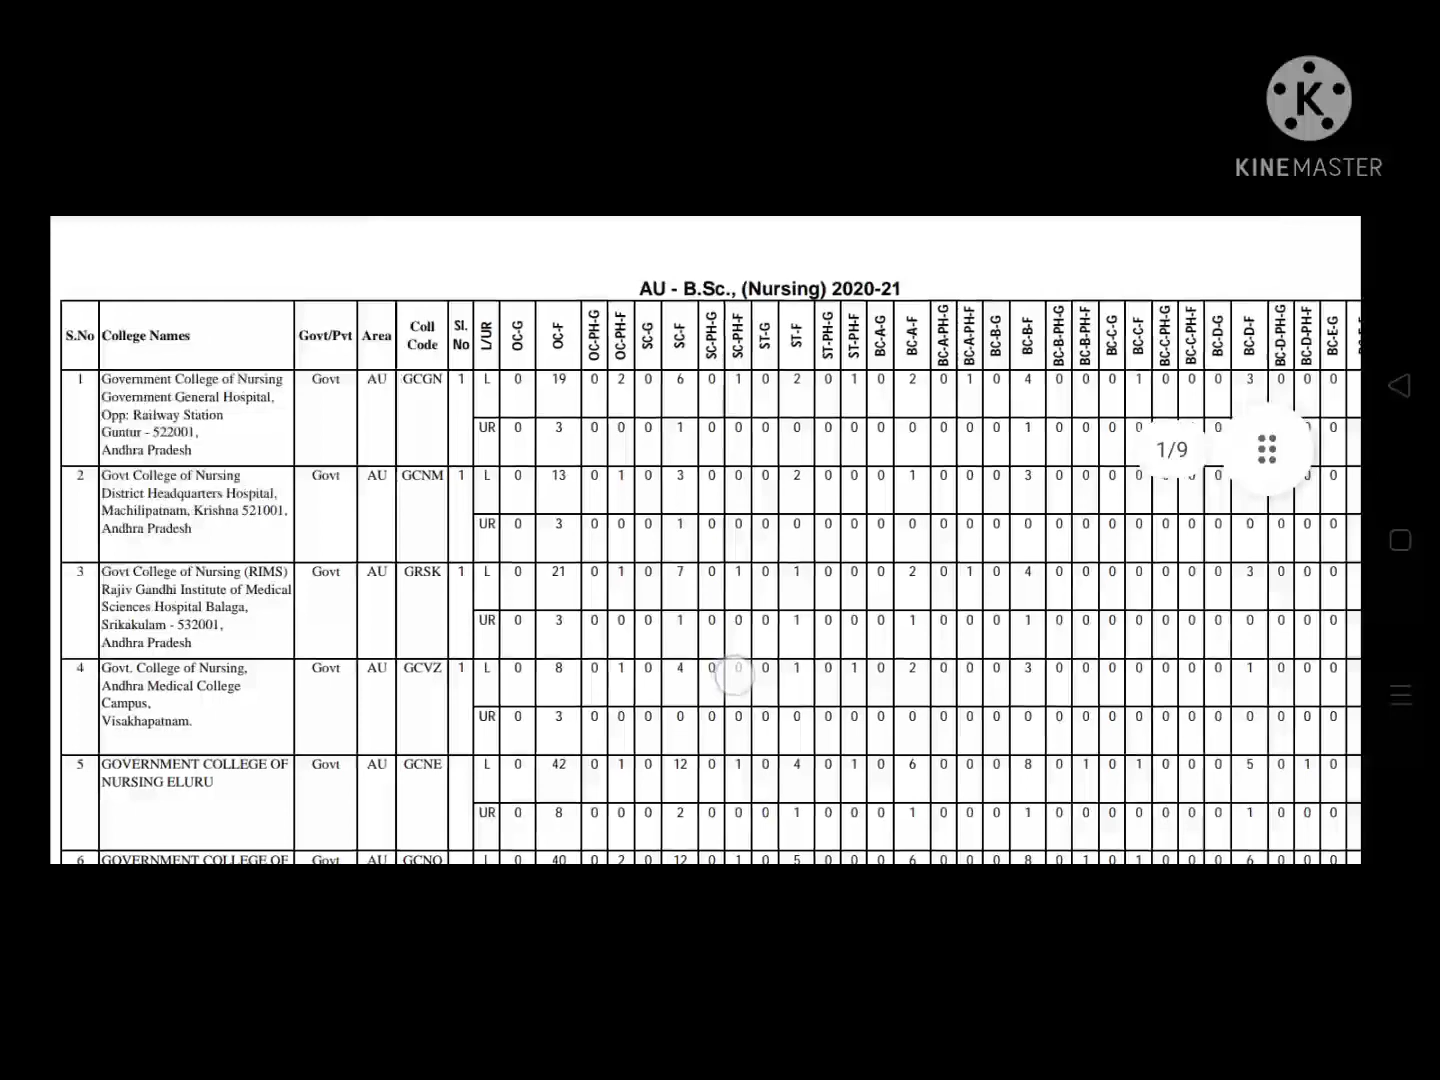 KINEMASTER
AU - B.Sc., (Nursing) 2020-21
S.No College Names Govt/Pvt Area Coll Code Sl. No L/UR OC-G OC-F OC-PH-G OC-PH-F SC-G SC-F SC-PH-G SC-PH-F ST-G ST-F ST-PH-G ST-PH-F BC-A-G BC-A-F BC-A-PH-G BC-A-PH-F BC-B-G BC-B-F BC-B-PH-G BC-B-PH-F BC-C-G BC-C-F BC-C-PH-G BC-C-PH-F BC-D-G BC-D-F BC-D-PH-G BC-D-PH-F BC-E-G
1 Government College of Nursing Govt AU GCGN 1 L 0 19 0 2 0 6 0 1 0 2 0 1 0 2 0 1 0 4 0 0 0 1 0 0 0 3 0 0 0
Government General Hospital,
Opp: Railway Station
Guntur - 522001, UR 0 3 0 0 0 1 0 0 0 0 0 0 0 0 0 0 0 1 0 0 0
Andhra Pradesh
1/9
2 Govt College of Nursing Govt AU GCNM 1 L 0 13 0 1 0 3 0 0 0 2 0 0 0 1 0 0 0 3 0 0 0 0
District Headquarters Hospital,
Machilipatnam, Krishna 521001,
Andhra Pradesh UR 0 3 0 0 0 1 0 0 0 0 0 0 0 0 0 0 0 0 0 0 0 0 0 0 0 0 0 0 0
3 Govt College of Nursing (RIMS) Govt AU GRSK 1 L 0 21 0 1 0 7 0 1 0 1 0 0 0 2 0 1 0 4 0 0 0 0 0 0 0 3 0 0 0
Rajiv Gandhi Institute of Medical
Sciences Hospital Balaga,
Srikakulam - 532001, UR 0 3 0 0 0 1 0 0 0 1 0 0 0 1 0 0 0 1 0 0 0 0 0 0 0 0 0 0 0
Andhra Pradesh
4 Govt. College of Nursing, Govt AU GCVZ 1 L 0 8 0 1 0 4 0 0 0 1 0 1 0 2 0 0 0 3 0 0 0 0 0 0 0 1 0 0 0
Andhra Medical College
Campus,
Visakhapatnam. UR 0 3 0 0 0 0 0 0 0 0 0 0 0 0 0 0 0 0 0 0 0 0 0 0 0 0 0 0 0
5 GOVERNMENT COLLEGE OF Govt AU GCNE L 0 42 0 1 0 12 0 1 0 4 0 1 0 6 0 0 0 8 0 1 0 1 0 0 0 5 0 1 0
NURSING ELURU
UR 0 8 0 0 0 2 0 0 0 1 0 0 0 1 0 0 0 1 0 0 0 0 0 0 0 1 0 0 0
6 GOVERNMENT COLLEGE OF Govt AU GCNO L 0 40 0 2 0 12 0 1 0 5 0 0 0 6 0 0 0 8 0 1 0 1 0 0 0 6 0 0 0